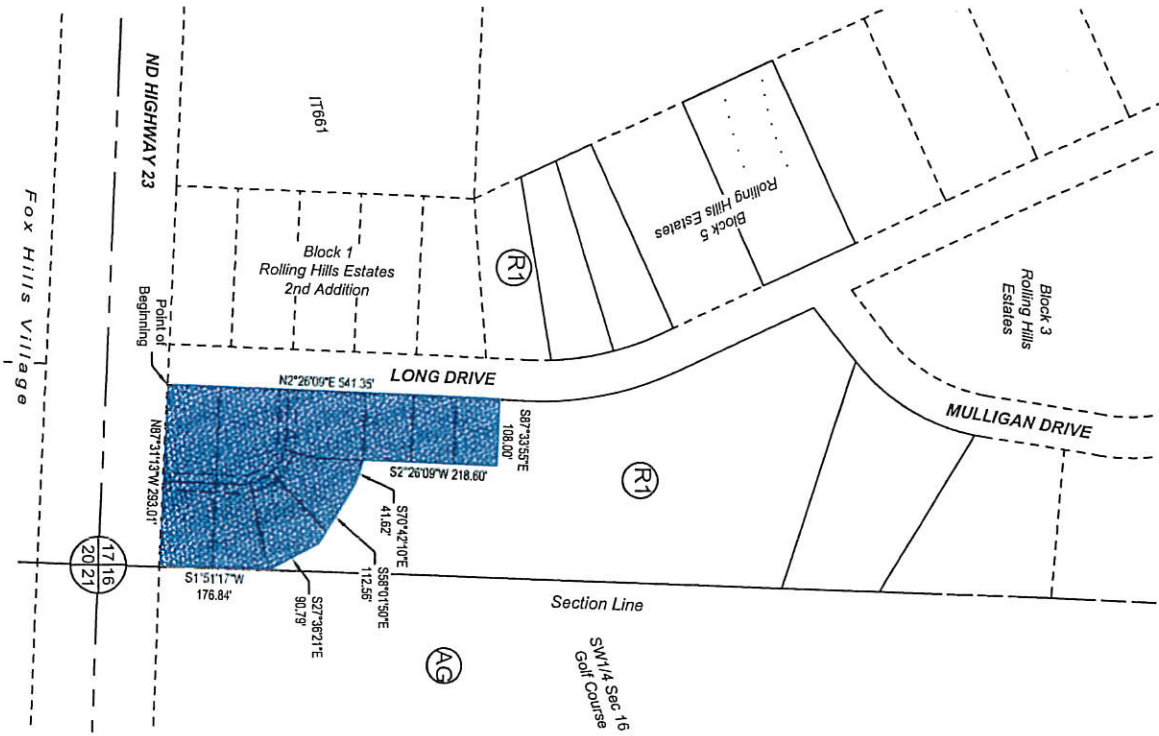 ND HIGHWAY 23
Fox Hills Village
IT661
Block 1
Rolling Hills Estates
2nd Addition
R1
Block 5
Rolling Hills Estates
Block 3
Rolling Hills
Estates
Point of
Beginning
LONG DRIVE
MULLIGAN DRIVE
N2°26'09"E 541.35'
S87°33'55"E
108.00'
S2°26'09"W 218.60'
S70°42'10"E
41.62'
S58°01'50"E
112.56'
S27°36'21"E
90.79'
S1°51'17"W
176.84'
N87°31'13"W 293.01'
R1
17 16
20 21
Section Line
AG
SW1/4 Sec 16
Golf Course